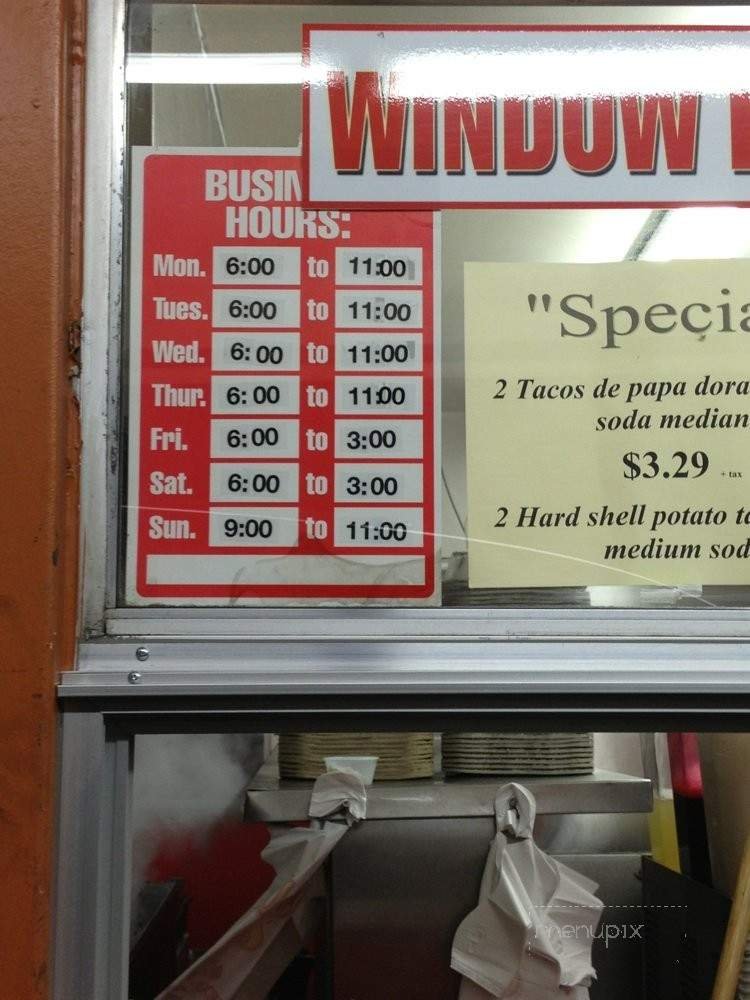 WINDOW
BUSIN
HOURS:
Mon. 6:00 to 11:00
Tues. 6:00 to 11:00
Wed. 6:00 to 11:00
Thur. 6:00 to 11:00
Fri. 6:00 to 3:00
Sat. 6:00 to 3:00
Sun. 9:00 to 11:00
"Specia
2 Tacos de papa dora
soda median
$3.29 + tax
2 Hard shell potato ta
medium sod
menupix